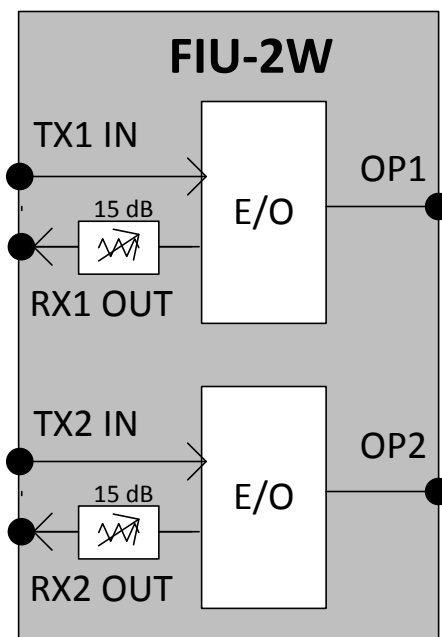 FIU-2W
TX1 IN
OP1
15 dB
E/O
RX1 OUT
TX2 IN
OP2
15 dB
E/O
RX2 OUT